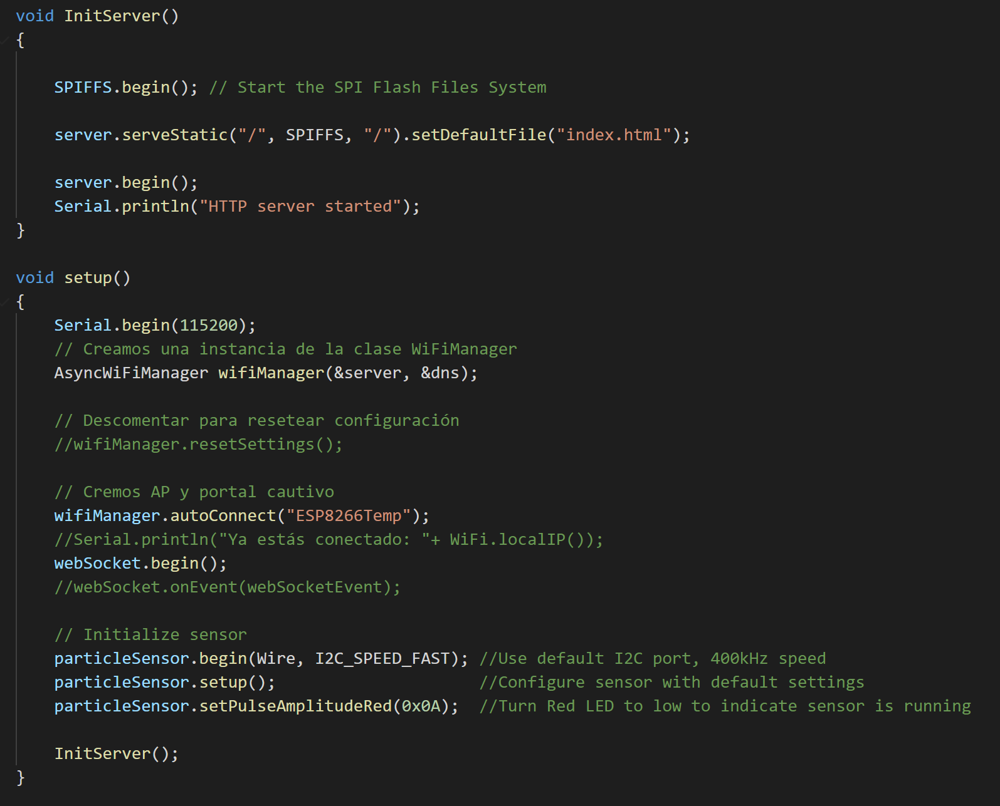 void InitServer()
{
SPIFFS.begin(); // Start the SPI Flash Files System
server.serveStatic("/", SPIFFS, "/").setDefaultFile("index.html");
server.begin();
Serial.println("HTTP server started");
}
void setup()
{
Serial.begin(115200);
// Creamos una instancia de la clase WiFiManager
AsyncWiFiManager wifiManager(&server, &dns);
// Descomentar para resetear configuración
//wifiManager.resetSettings();
// Cremos AP y portal cautivo
wifiManager.autoConnect("ESP8266Temp");
//Serial.println("Ya estás conectado: "+ WiFi.localIP());
webSocket.begin();
//webSocket.onEvent(webSocketEvent);
// Initialize sensor
particleSensor.begin(Wire, I2C_SPEED_FAST); //Use default I2C port, 400kHz speed
particleSensor.setup(); //Configure sensor with default settings
particleSensor.setPulseAmplitudeRed(0x0A); //Turn Red LED to low to indicate sensor is running
InitServer();
}